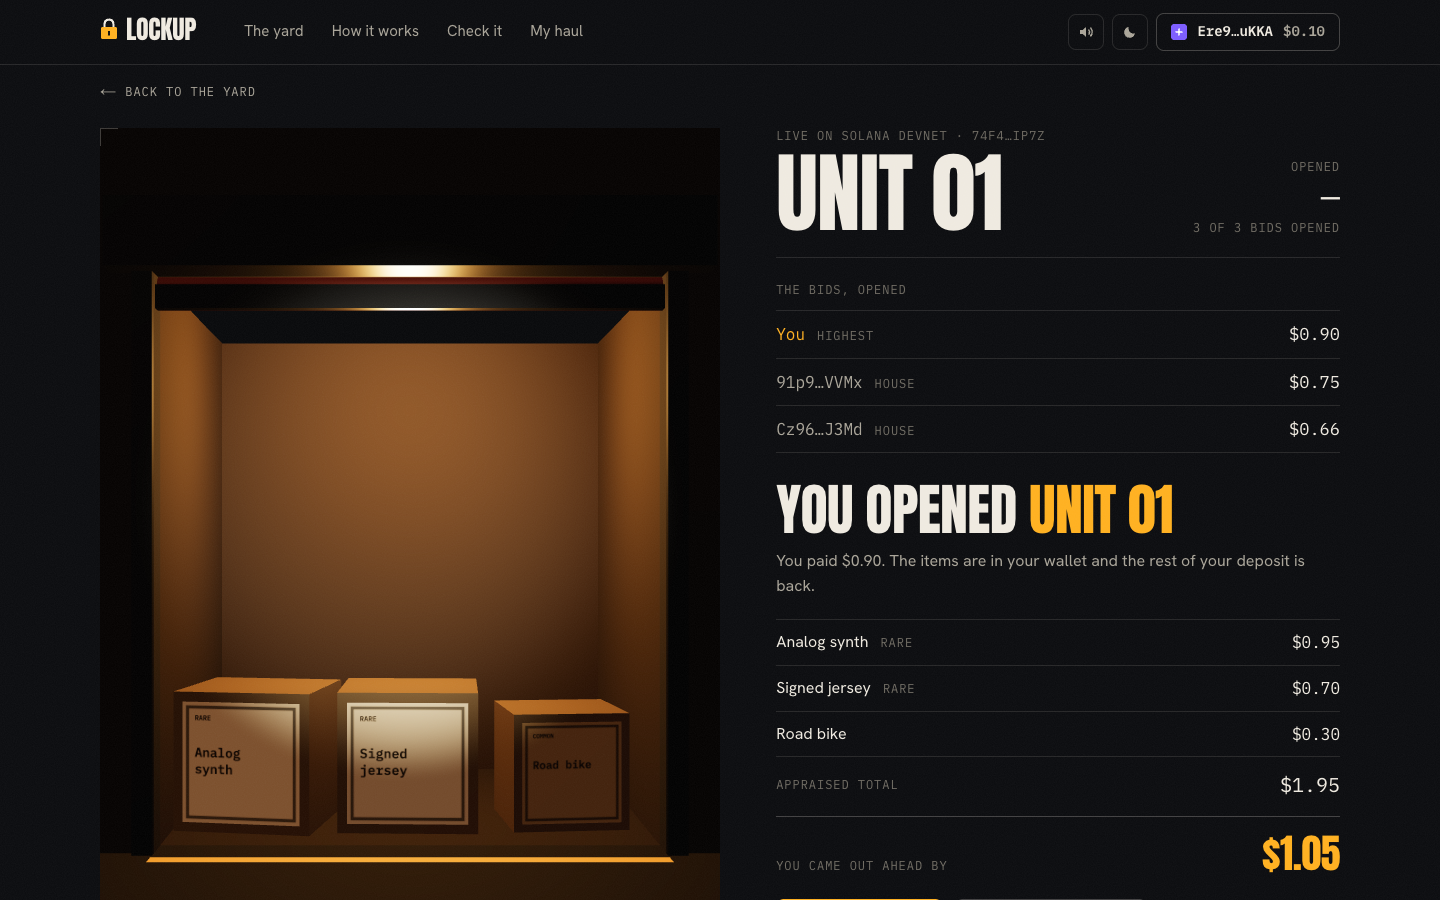 LOCKUP
The yard
How it works
Check it
My haul
Ere9…uKKA $0.10
← BACK TO THE YARD
LIVE ON SOLANA DEVNET · 74F4…IP7Z
UNIT 01
OPENED
—
3 OF 3 BIDS OPENED
THE BIDS, OPENED
You HIGHEST $0.90
91p9…VVMx HOUSE $0.75
Cz96…J3Md HOUSE $0.66
YOU OPENED UNIT 01
You paid $0.90. The items are in your wallet and the rest of your deposit is
back.
Analog synth RARE $0.95
Signed jersey RARE $0.70
Road bike $0.30
APPRAISED TOTAL $1.95
YOU CAME OUT AHEAD BY $1.05
RARE
Analog
synth
RARE
Signed
jersey
COMMON
Road bike